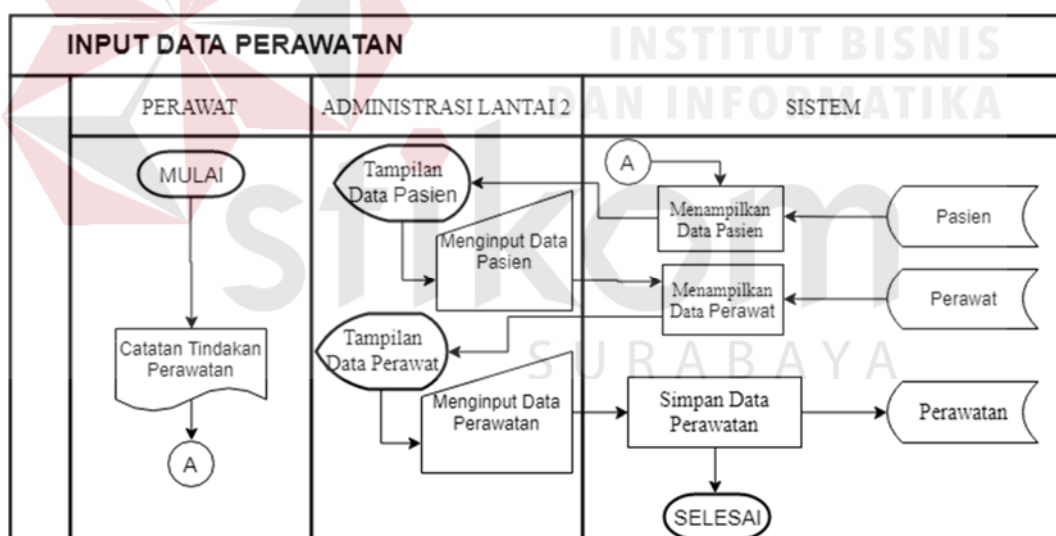 INPUT DATA PERAWATAN
INSTITUT BISNIS
DAN INFORMATIKA
stikom
SURABAYA
PERAWAT
ADMINISTRASI LANTAI 2
SISTEM
MULAI
Catatan Tindakan
Perawatan
A
Tampilan
Data Pasien
Menginput Data
Pasien
Tampilan
Data Perawat
Menginput Data
Perawatan
A
Menampilkan
Data Pasien
Pasien
Menampilkan
Data Perawat
Perawat
Simpan Data
Perawatan
Perawatan
SELESAI